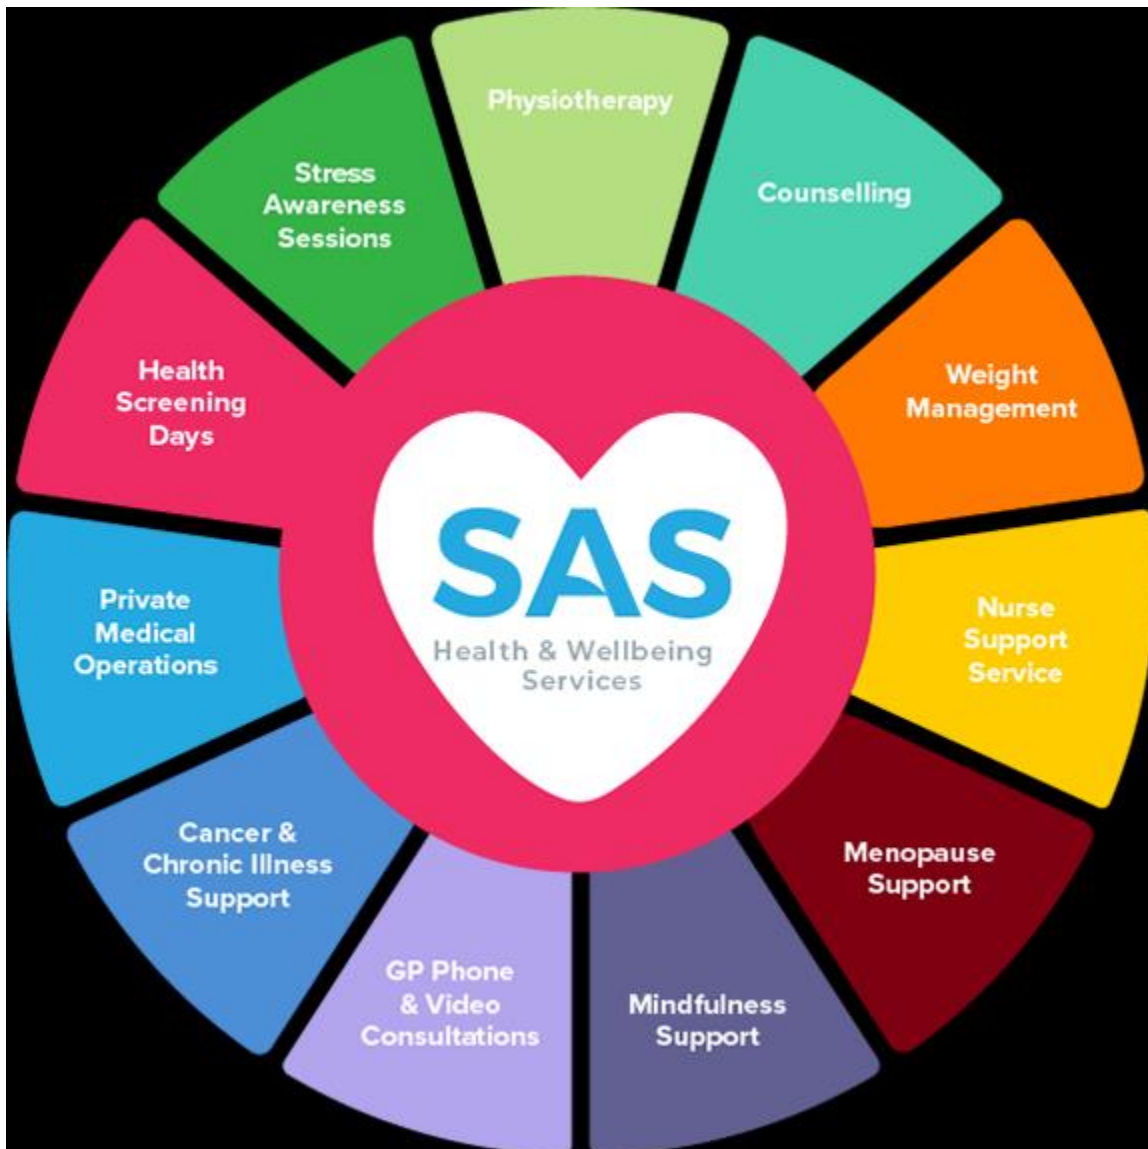 Physiotherapy
Counselling
Weight
Management
Nurse
Support
Service
Menopause
Support
Mindfulness
Support
GP Phone
& Video
Consultations
Cancer &
Chronic Illness
Support
Private
Medical
Operations
Health
Screening
Days
Stress
Awareness
Sessions
SAS
Health & Wellbeing
Services